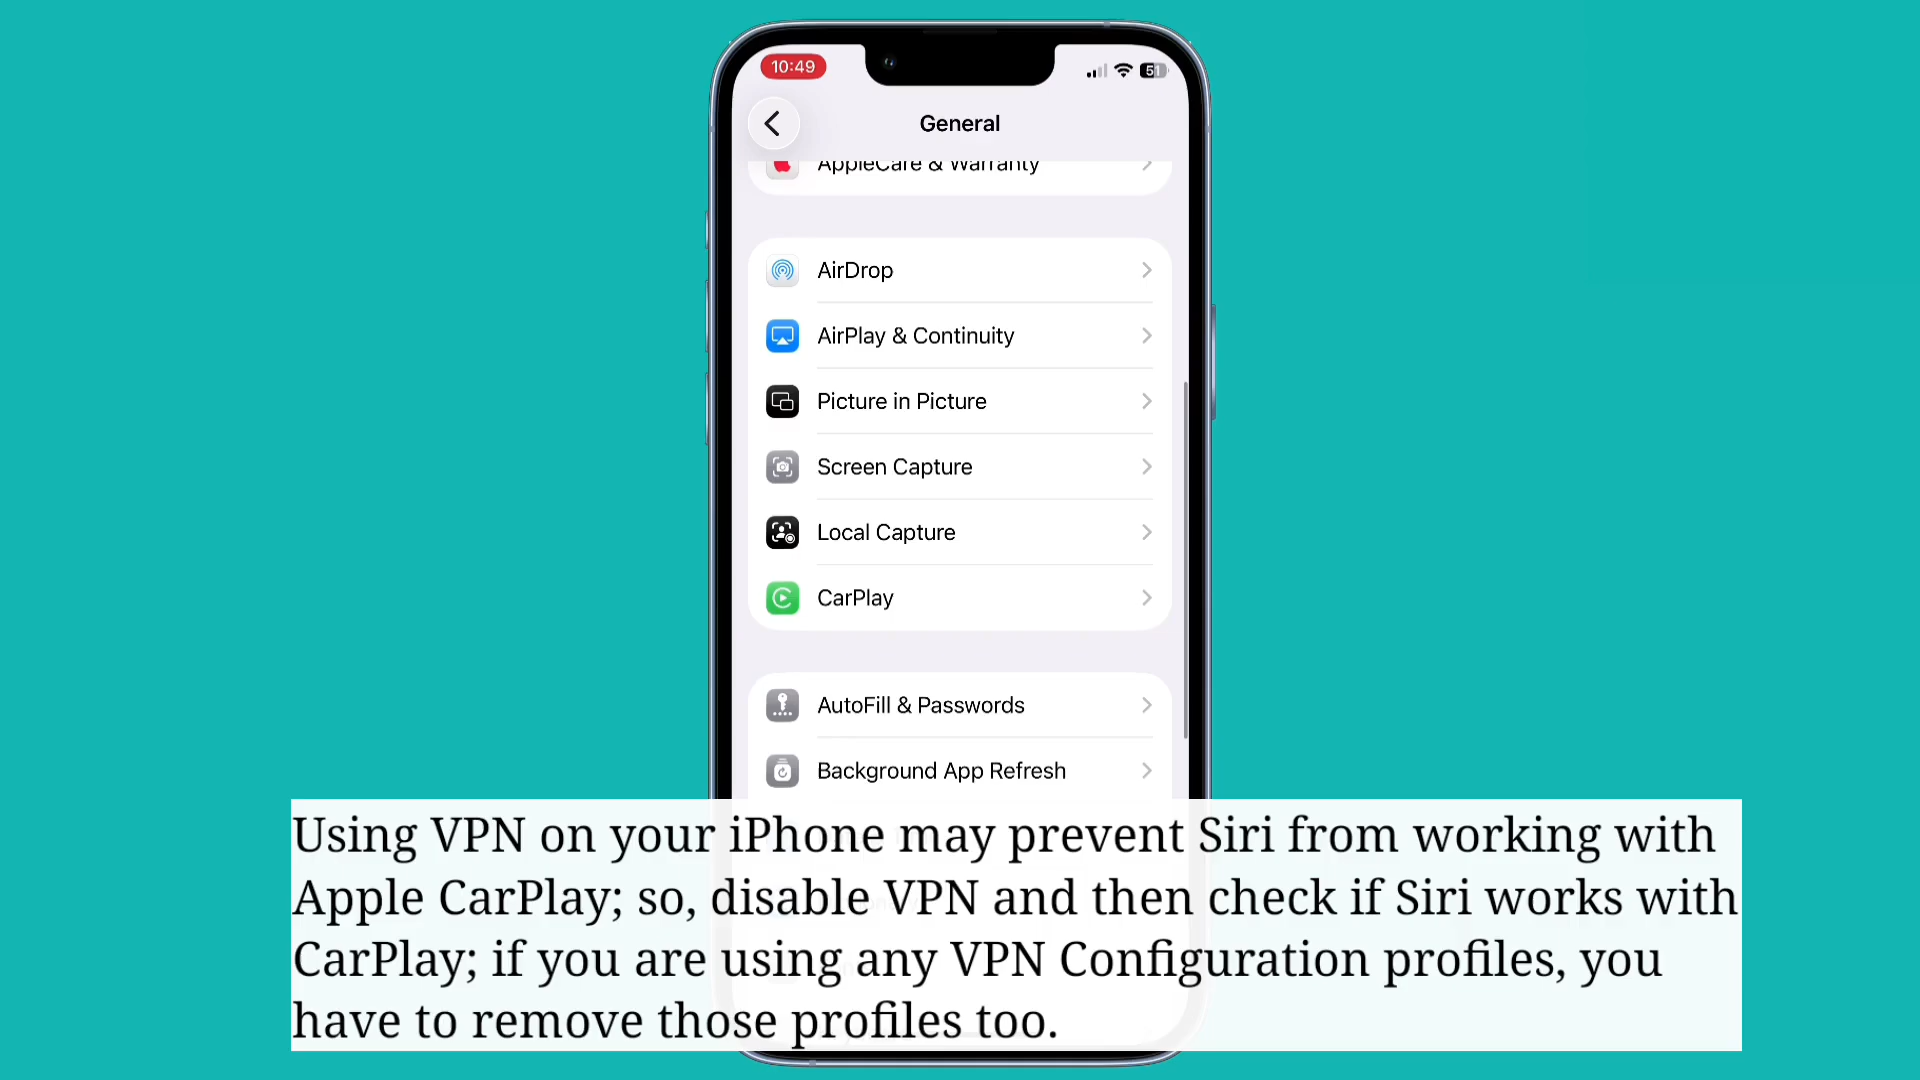 10:49
51
General
AppleCare & Warranty
AirDrop
AirPlay & Continuity
Picture in Picture
Screen Capture
Local Capture
CarPlay
AutoFill & Passwords
Background App Refresh
Using VPN on your iPhone may prevent Siri from working with
Apple CarPlay; so, disable VPN and then check if Siri works with
CarPlay; if you are using any VPN Configuration profiles, you
have to remove those profiles too.